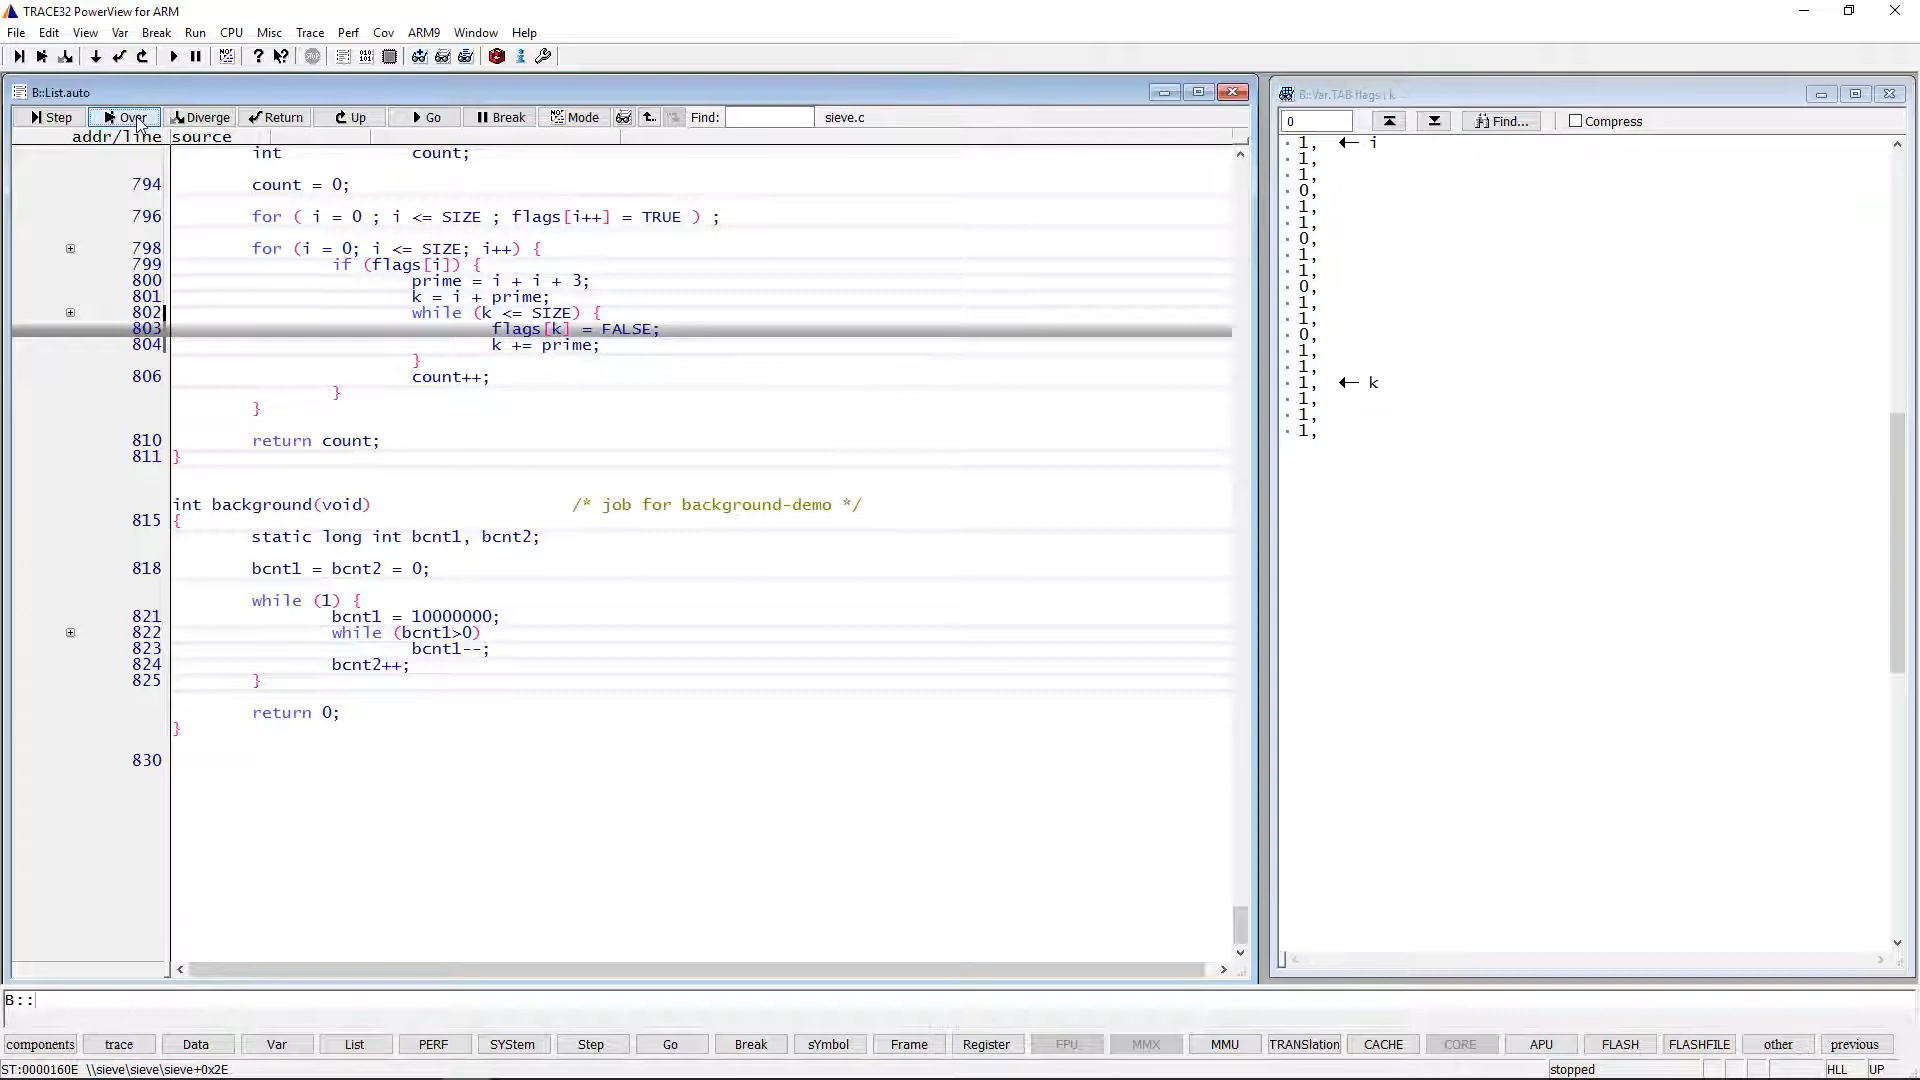 TRACE32 PowerView for ARM
File Edit View Var Break Run CPU Misc Trace Perf Cov ARM9 Window Help
B::List.auto
Step Over Diverge Return Up Go Break Mode Find: sieve.c
addr/line source
int count;
794 count = 0;
796 for ( i = 0 ; i <= SIZE ; flags[i++] = TRUE ) ;
798 for (i = 0; i <= SIZE; i++) {
799 if (flags[i]) {
800 prime = i + i + 3;
801 k = i + prime;
802 while (k <= SIZE) {
803 flags[k] = FALSE;
804 k += prime;
}
806 count++;
}
}
810 return count;
811 }
int background(void) /* job for background-demo */
815 {
static long int bcnt1, bcnt2;
818 bcnt1 = bcnt2 = 0;
while (1) {
821 bcnt1 = 10000000;
822 while (bcnt1>0)
823 bcnt1--;
824 bcnt2++;
825 }
return 0;
}
830
B::Var.TAB flags i k
0 Find... Compress
1, ← i
1,
1,
0,
1,
1,
0,
1,
1,
0,
1,
1,
0,
1,
1,
1, ← k
1,
1,
1,
B::
components trace Data Var List PERF SYStem Step Go Break sYmbol Frame Register FPU MMX MMU TRANSlation CACHE CORE APU FLASH FLASHFILE other previous
ST:0000160E \\sieve\sieve\sieve+0x2E stopped HLL UP